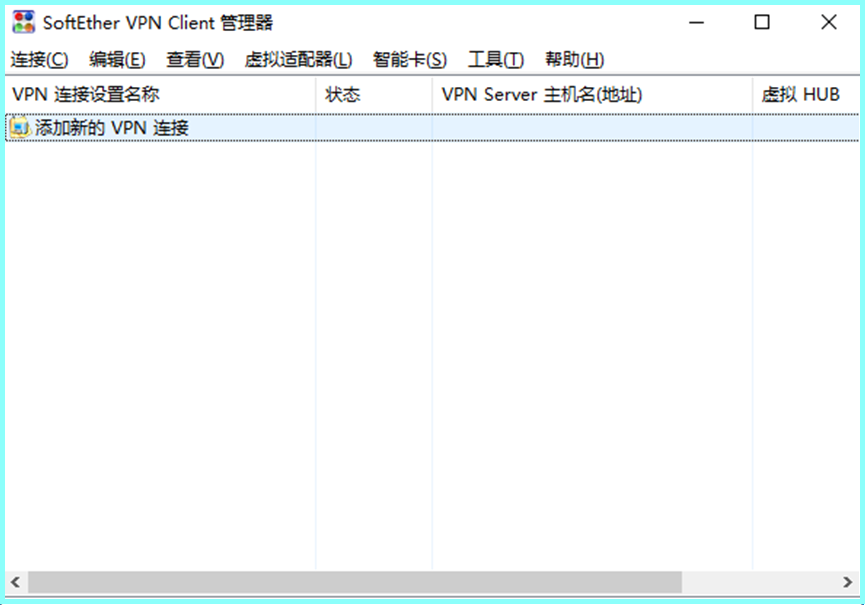 SoftEther VPN Client 管理器
连接(C) 编辑(E) 查看(V) 虚拟适配器(L) 智能卡(S) 工具(T) 帮助(H)
VPN 连接设置名称 状态 VPN Server 主机名(地址) 虚拟 HUB
添加新的 VPN 连接